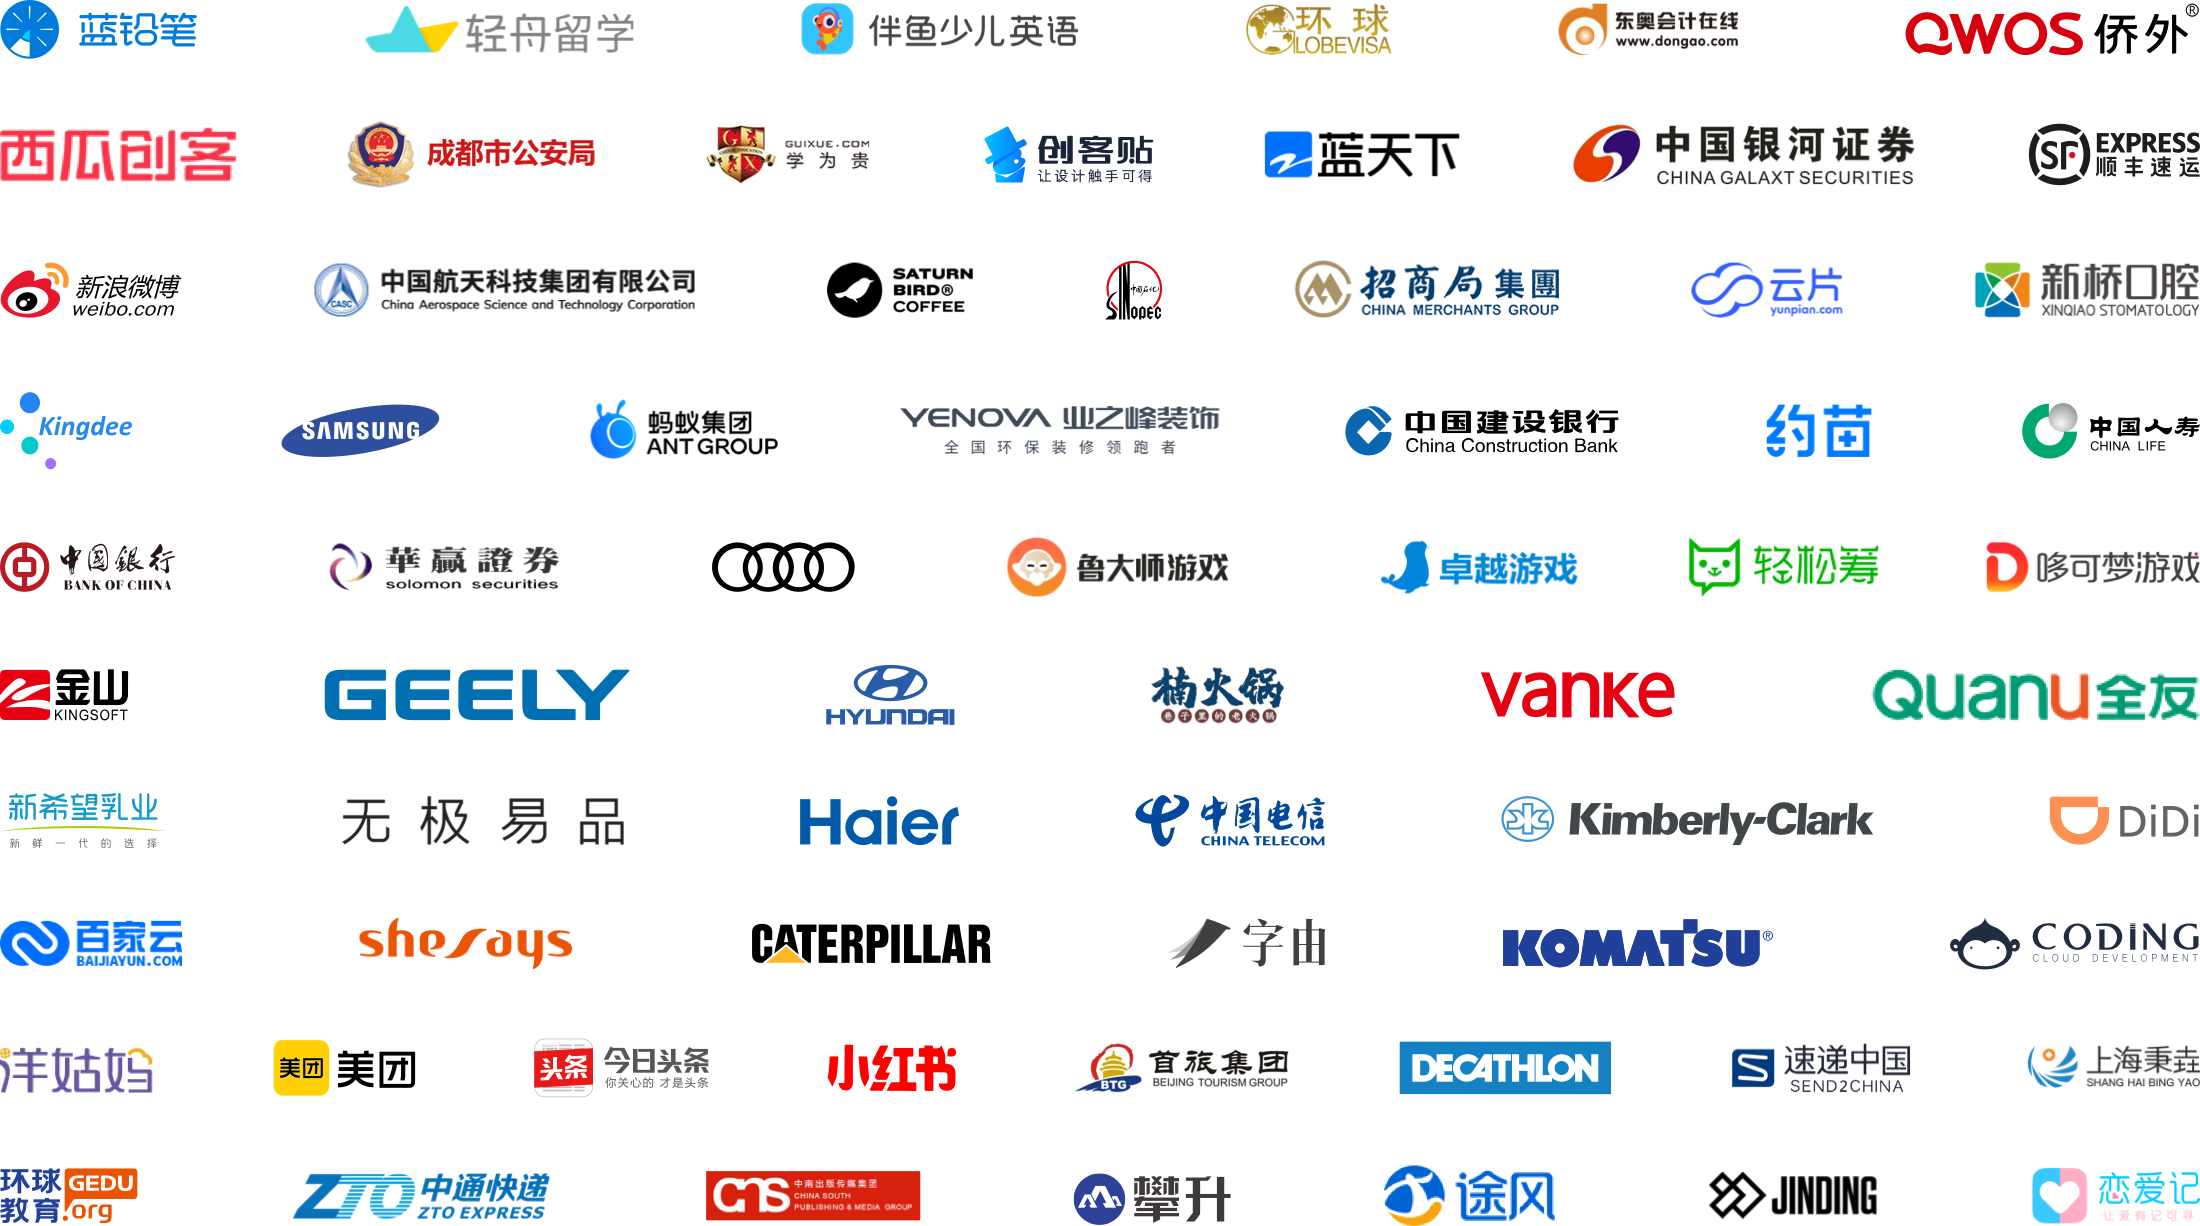 蓝铅笔
轻舟留学
伴鱼少儿英语
环 球
LOBEVISA
东奥会计在线
www.dongao.com
QWOS 侨外®
西瓜创客
成都市公安局
GUIXUE.COM
学为贵
创客贴
让设计触手可得
蓝天下
中国银河证券
CHINA GALAXT SECURITIES
SF EXPRESS
顺丰速运
新浪微博
weibo.com
CASC
中国航天科技集团有限公司
China Aerospace Science and Technology Corporation
SATURN
BIRD®
COFFEE
中国石化
SINOPEC
招商局集團
CHINA MERCHANTS GROUP
云片
yunpian.com
新桥口腔
XINQIAO STOMATOLOGY
Kingdee
SAMSUNG
蚂蚁集团
ANT GROUP
YENOVA 业之峰装饰
全国环保装修领跑者
中国建设银行
China Construction Bank
约苗
中国人寿
CHINA LIFE
中國銀行
BANK OF CHINA
華贏證券
solomon securities
鲁大师游戏
卓越游戏
轻松筹
哆可梦游戏
金山
KINGSOFT
GEELY
HYUNDAI
楠火锅
巷子里的老火锅
vanke
Quanu全友
新希望乳业
新鲜一代的选择
无极易品
Haier
中国电信
CHINA TELECOM
Kimberly-Clark
DiDi
百家云
BAIJIAYUN.COM
shesays
CATERPILLAR
字由
KOMATSU®
CODING
CLOUD DEVELOPMENT
洋姑妈
美团 美团
头条 今日头条
你关心的 才是头条
小红书
BTG
首旅集团
BEIJING TOURISM GROUP
DECATHLON
速递中国
SEND2CHINA
上海秉垚
SHANG HAI BING YAO
环球 GEDU
教育.org
ZTO 中通快递
ZTO EXPRESS
CNS
中南出版传媒集团
CHINA SOUTH
PUBLISHING & MEDIA GROUP
攀升
途风
JINDING
恋爱记
让爱有记可寻